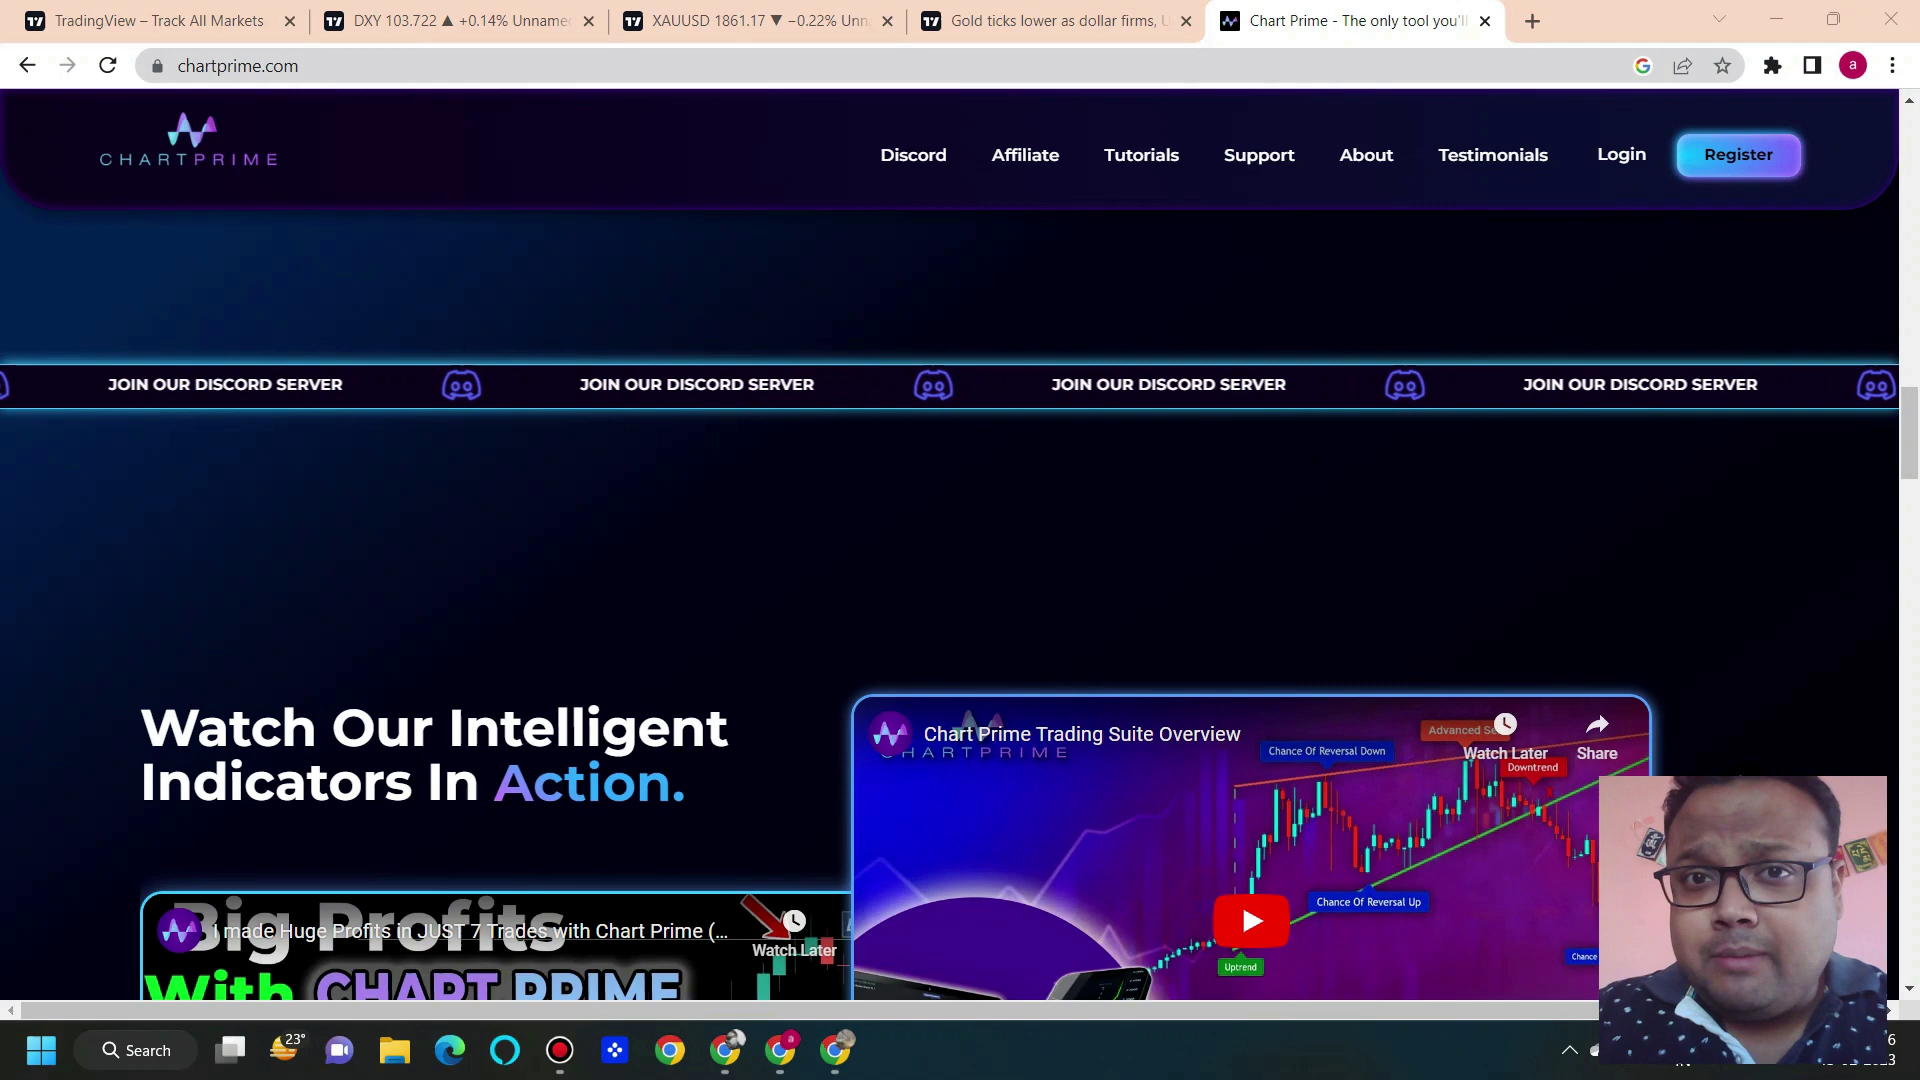 TradingView – Track All Markets
DXY 103.722 ▲ +0.14% Unname
XAUUSD 1861.17 ▼ −0.22% Un
Gold ticks lower as dollar firms, U
Chart Prime - The only tool you'll
chartprime.com
a
CHARTPRIME
Discord
Affiliate
Tutorials
Support
About
Testimonials
Login
Register
JOIN OUR DISCORD SERVER
JOIN OUR DISCORD SERVER
JOIN OUR DISCORD SERVER
JOIN OUR DISCORD SERVER
Watch Our Intelligent
Indicators In Action.
Chart Prime Trading Suite Overview
HARTPRIME
Chance Of Reversal Down
Advanced
Watch Later
Share
Downtrend
Chance Of Reversal Up
Uptrend
Chance
Big Profits
I made Huge Profits in JUST 7 Trades with Chart Prime (...
Watch Later
With CHART PRIME
Search
23°
a